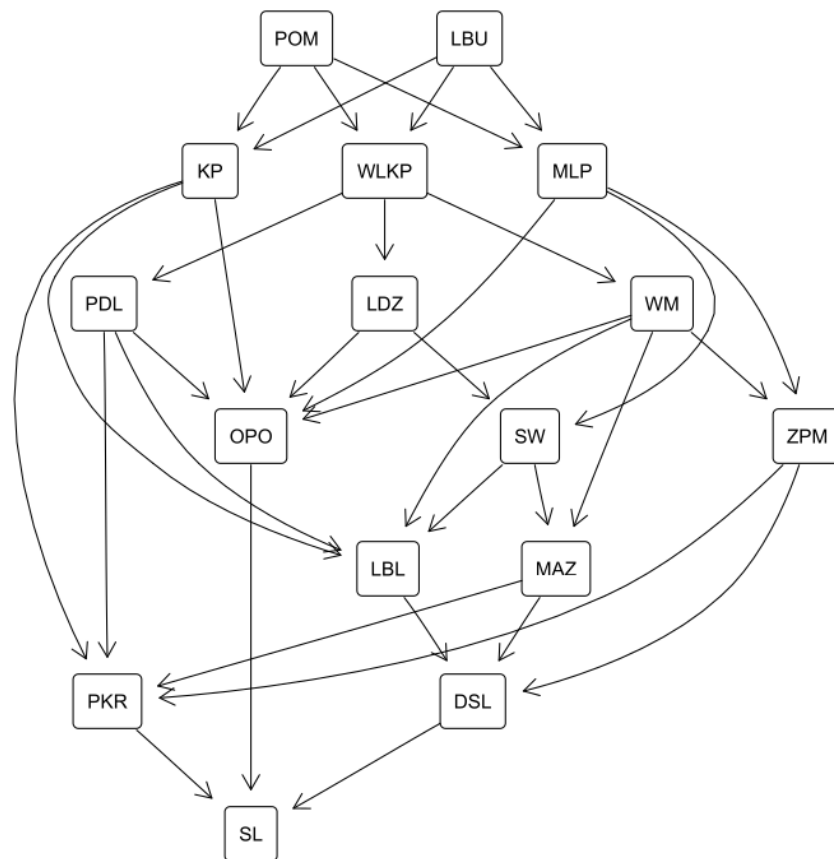 POM
LBU
KP
WLKP
MLP
PDL
LDZ
WM
OPO
SW
ZPM
LBL
MAZ
PKR
DSL
SL